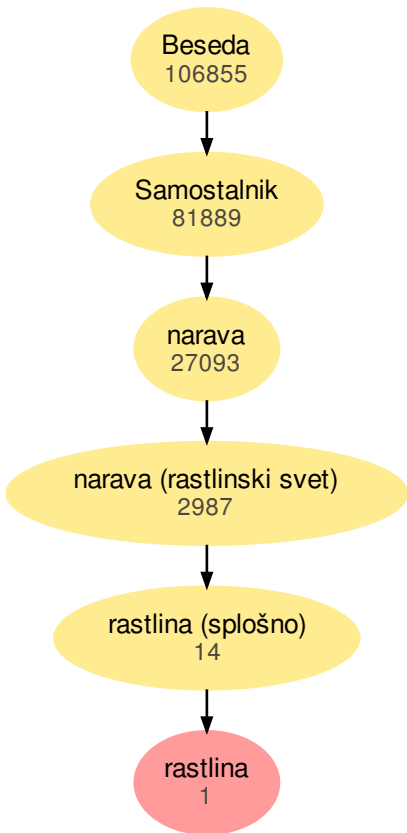 Beseda
106855
Samostalnik
81889
narava
27093
narava (rastlinski svet)
2987
rastlina (splošno)
14
rastlina
1